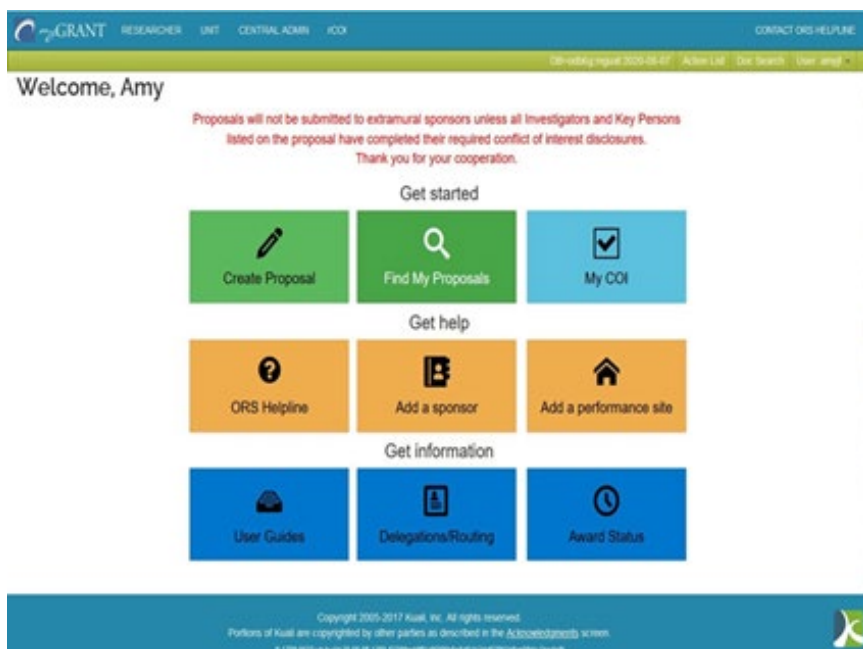 myGRANT RESEARCHER UNIT CENTRAL ADMIN CONTACT ORS HELPLINE
Action List Doc Search User
Welcome, Amy
Proposals will not be submitted to extramural sponsors unless all Investigators and Key Persons
listed on the proposal have completed their required conflict of interest disclosures.
Thank you for your cooperation.
Get started
Create Proposal Find My Proposals My COI
Get help
ORS Helpline Add a sponsor Add a performance site
Get information
User Guides Delegations/Routing Award Status
Copyright 2005-2017 Kuali, Inc. All rights reserved.
Portions of Kuali are copyrighted by other parties as described in the Acknowledgments screen.